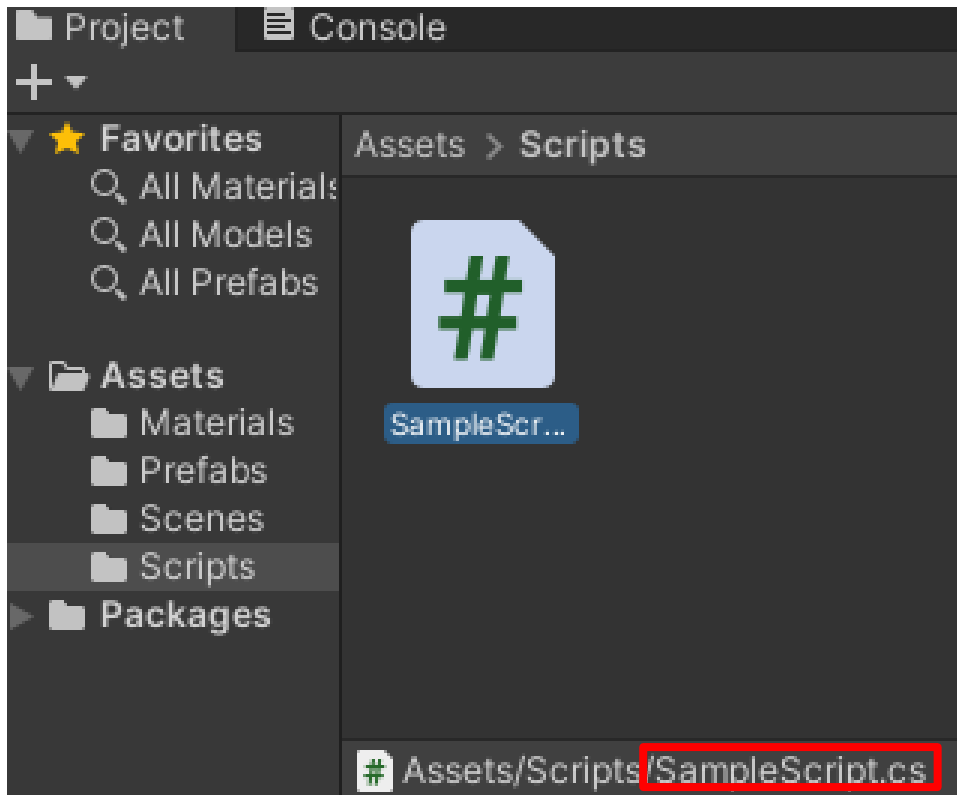 Project
Console
Favorites
All Materials
All Models
All Prefabs
Assets
Materials
Prefabs
Scenes
Scripts
Packages
Assets > Scripts
SampleScr...
Assets/Scripts/SampleScript.cs